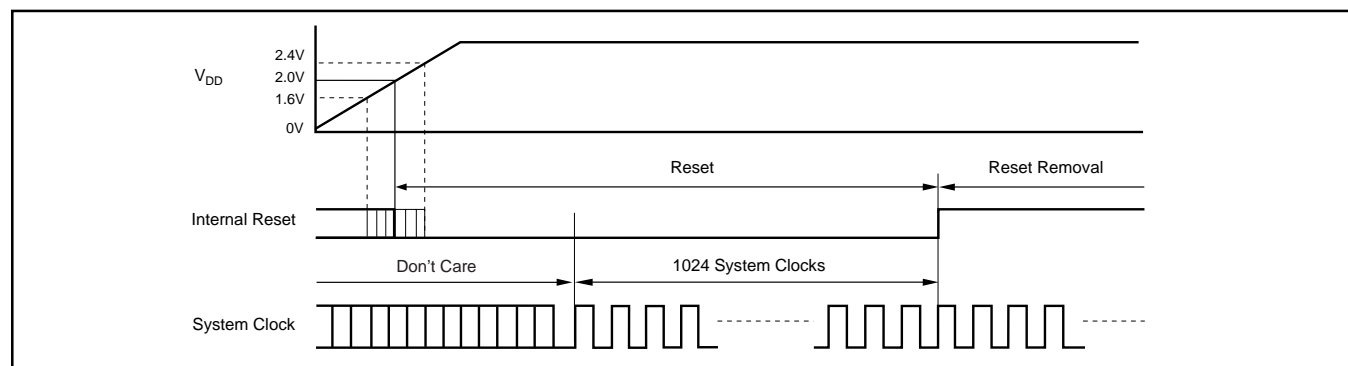 2.4V
V_DD
2.0V
1.6V
0V
Reset
Reset Removal
Internal Reset
Don't Care
1024 System Clocks
System Clock